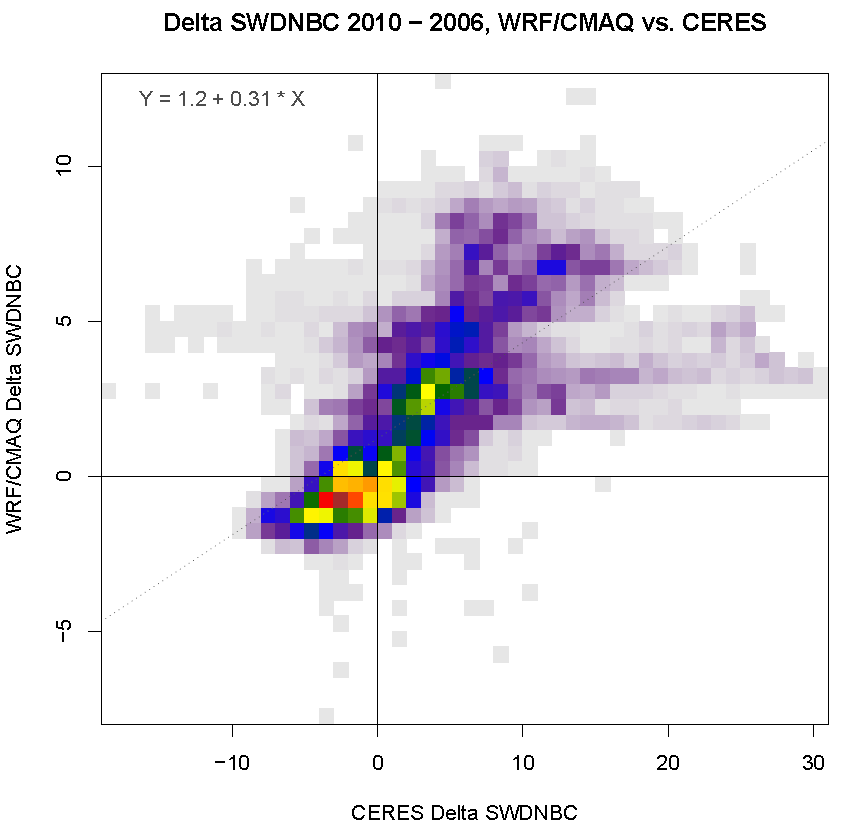 Delta SWDNBC 2010 − 2006, WRF/CMAQ vs. CERES
Y = 1.2 + 0.31 * X
10
5
0
−5
WRF/CMAQ Delta SWDNBC
−10
0
10
20
30
CERES Delta SWDNBC